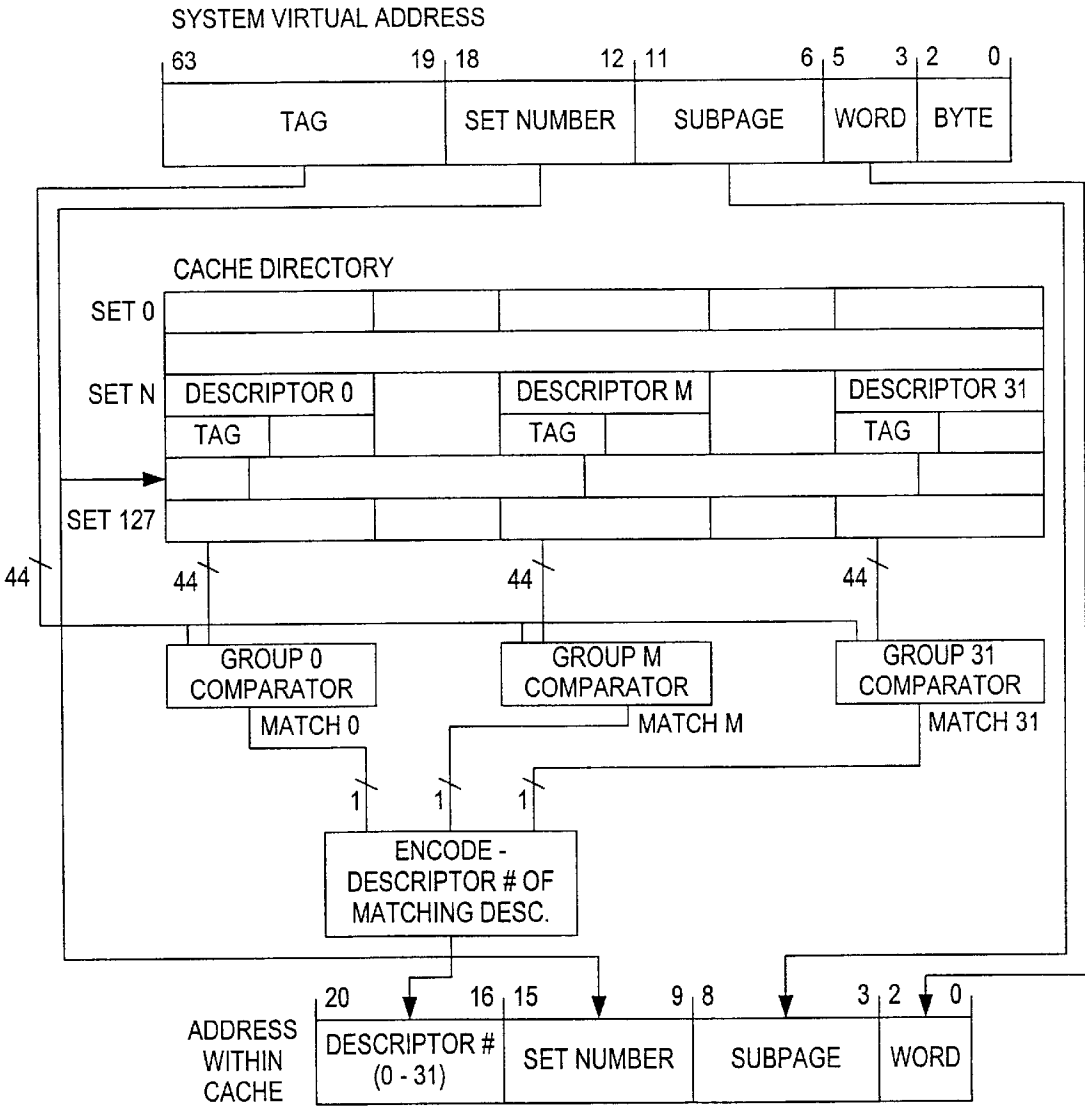 SYSTEM VIRTUAL ADDRESS
63 19 18 12 11 6 5 3 2 0
TAG SET NUMBER SUBPAGE WORD BYTE
CACHE DIRECTORY
SET 0
SET N DESCRIPTOR 0 DESCRIPTOR M DESCRIPTOR 31
TAG TAG TAG
SET 127
44 44 44 44
GROUP 0 COMPARATOR
GROUP M COMPARATOR
GROUP 31 COMPARATOR
MATCH 0 MATCH M MATCH 31
1 1 1
ENCODE -
DESCRIPTOR # OF
MATCHING DESC.
20 16 15 9 8 3 2 0
ADDRESS
WITHIN
CACHE
DESCRIPTOR #
(0 - 31)
SET NUMBER SUBPAGE WORD